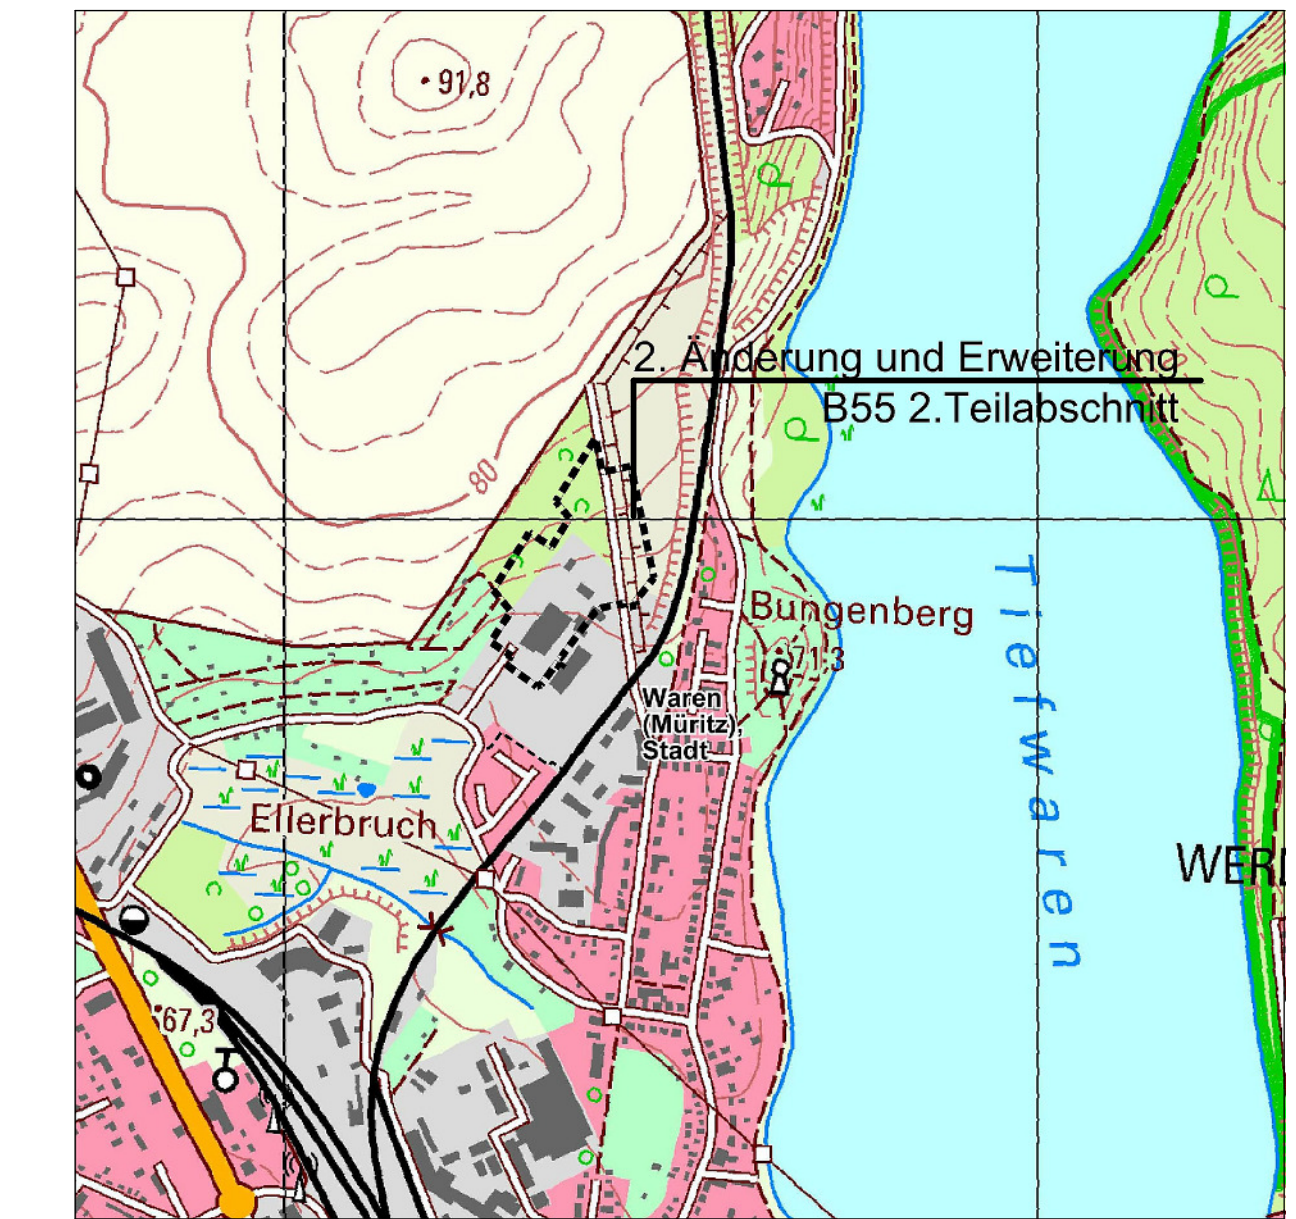 91,8
2. Änderung und Erweiterung
B55 2.Teilabschnitt
80
Bungenberg
71,3
Tiefwaren
Waren
(Müritz),
Stadt
Ellerbruch
67,3